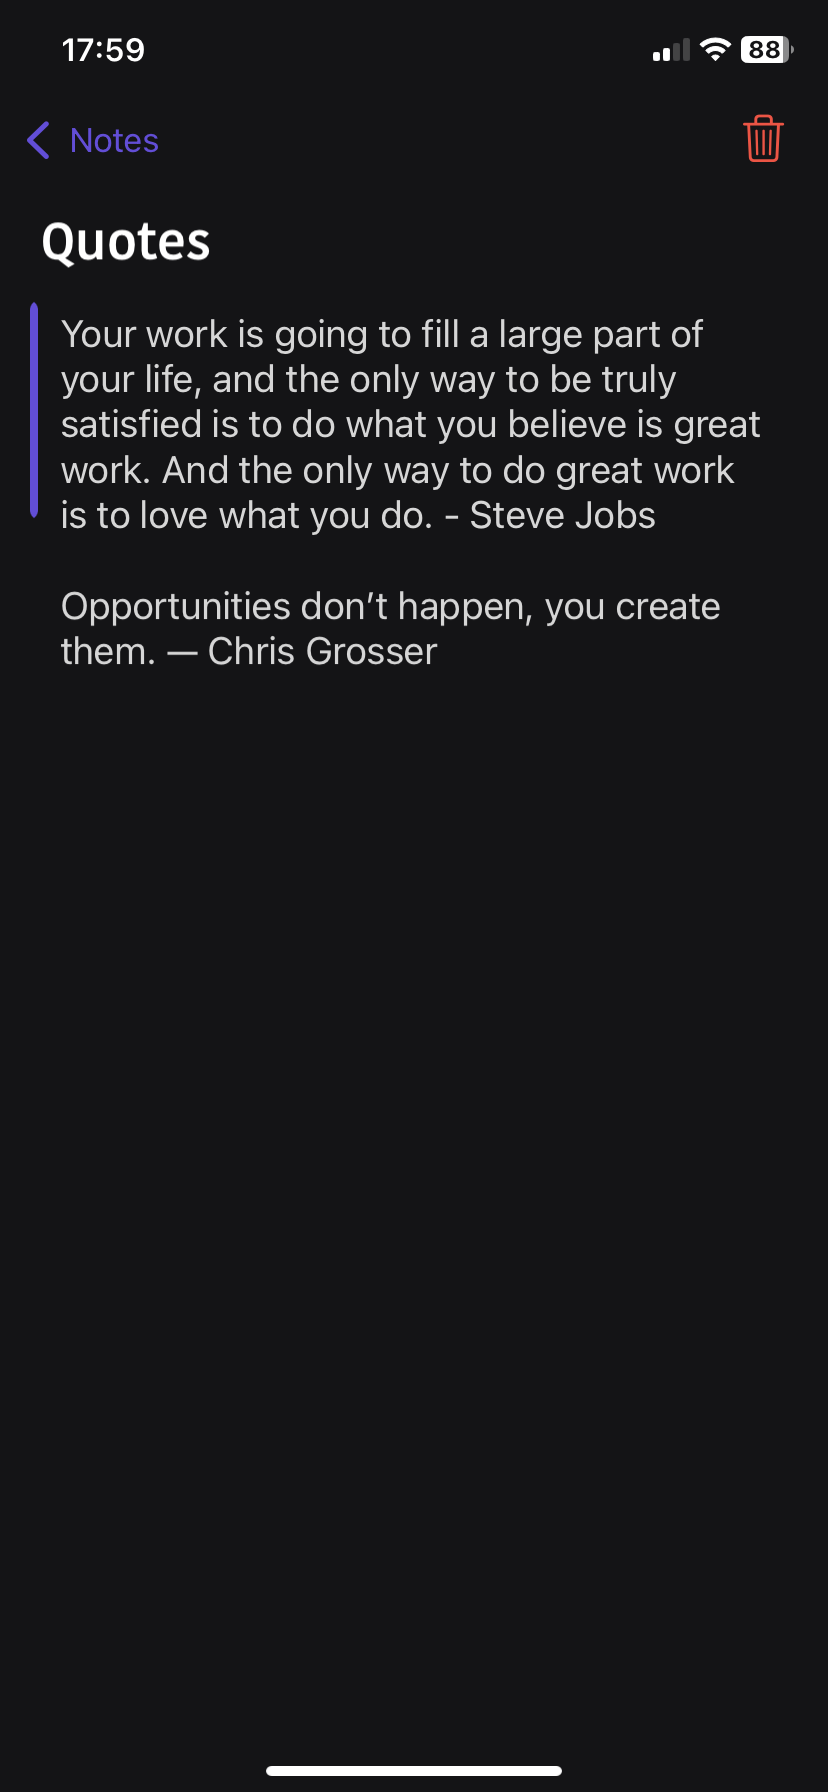 17:59
88
Notes
Quotes
Your work is going to fill a large part of
your life, and the only way to be truly
satisfied is to do what you believe is great
work. And the only way to do great work
is to love what you do. - Steve Jobs
Opportunities don’t happen, you create
them. — Chris Grosser